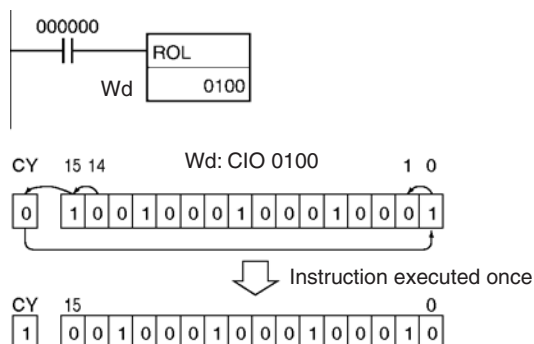 000000
ROL
Wd 0100
Wd: CIO 0100
CY 15 14 1 0
0 1 0 0 1 0 0 0 1 0 0 0 1 0 0 0 1
Instruction executed once
CY 15 0
1 0 0 1 0 0 0 1 0 0 0 1 0 0 0 1 0